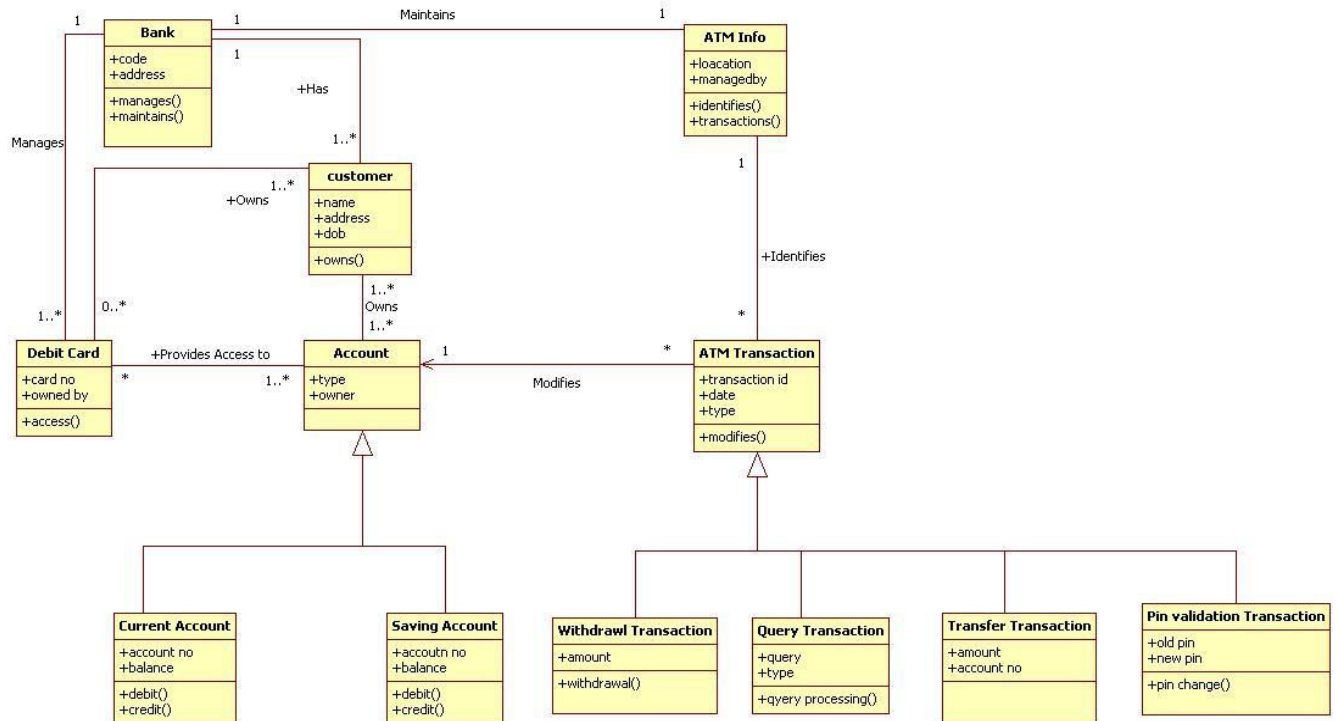 Maintains
1
1
1
1
Bank
+code
+address
+manages()
+maintains()
ATM Info
+loacation
+managedby
+identifies()
+transactions()
+Has
Manages
1..*
1
customer
+name
+address
+dob
+owns()
1..*
+Owns
+Identifies
1..*
Owns
1..*
0..*
1..*
*
Debit Card
+card no
+owned by
+access()
+Provides Access to
*
1..*
Account
+type
+owner
1
*
Modifies
ATM Transaction
+transaction id
+date
+type
+modifies()
Current Account
+account no
+balance
+debit()
+credit()
Saving Account
+accoutn no
+balance
+debit()
+credit()
Withdrawl Transaction
+amount
+withdrawal()
Query Transaction
+query
+type
+qyery processing()
Transfer Transaction
+amount
+account no
Pin validation Transaction
+old pin
+new pin
+pin change()